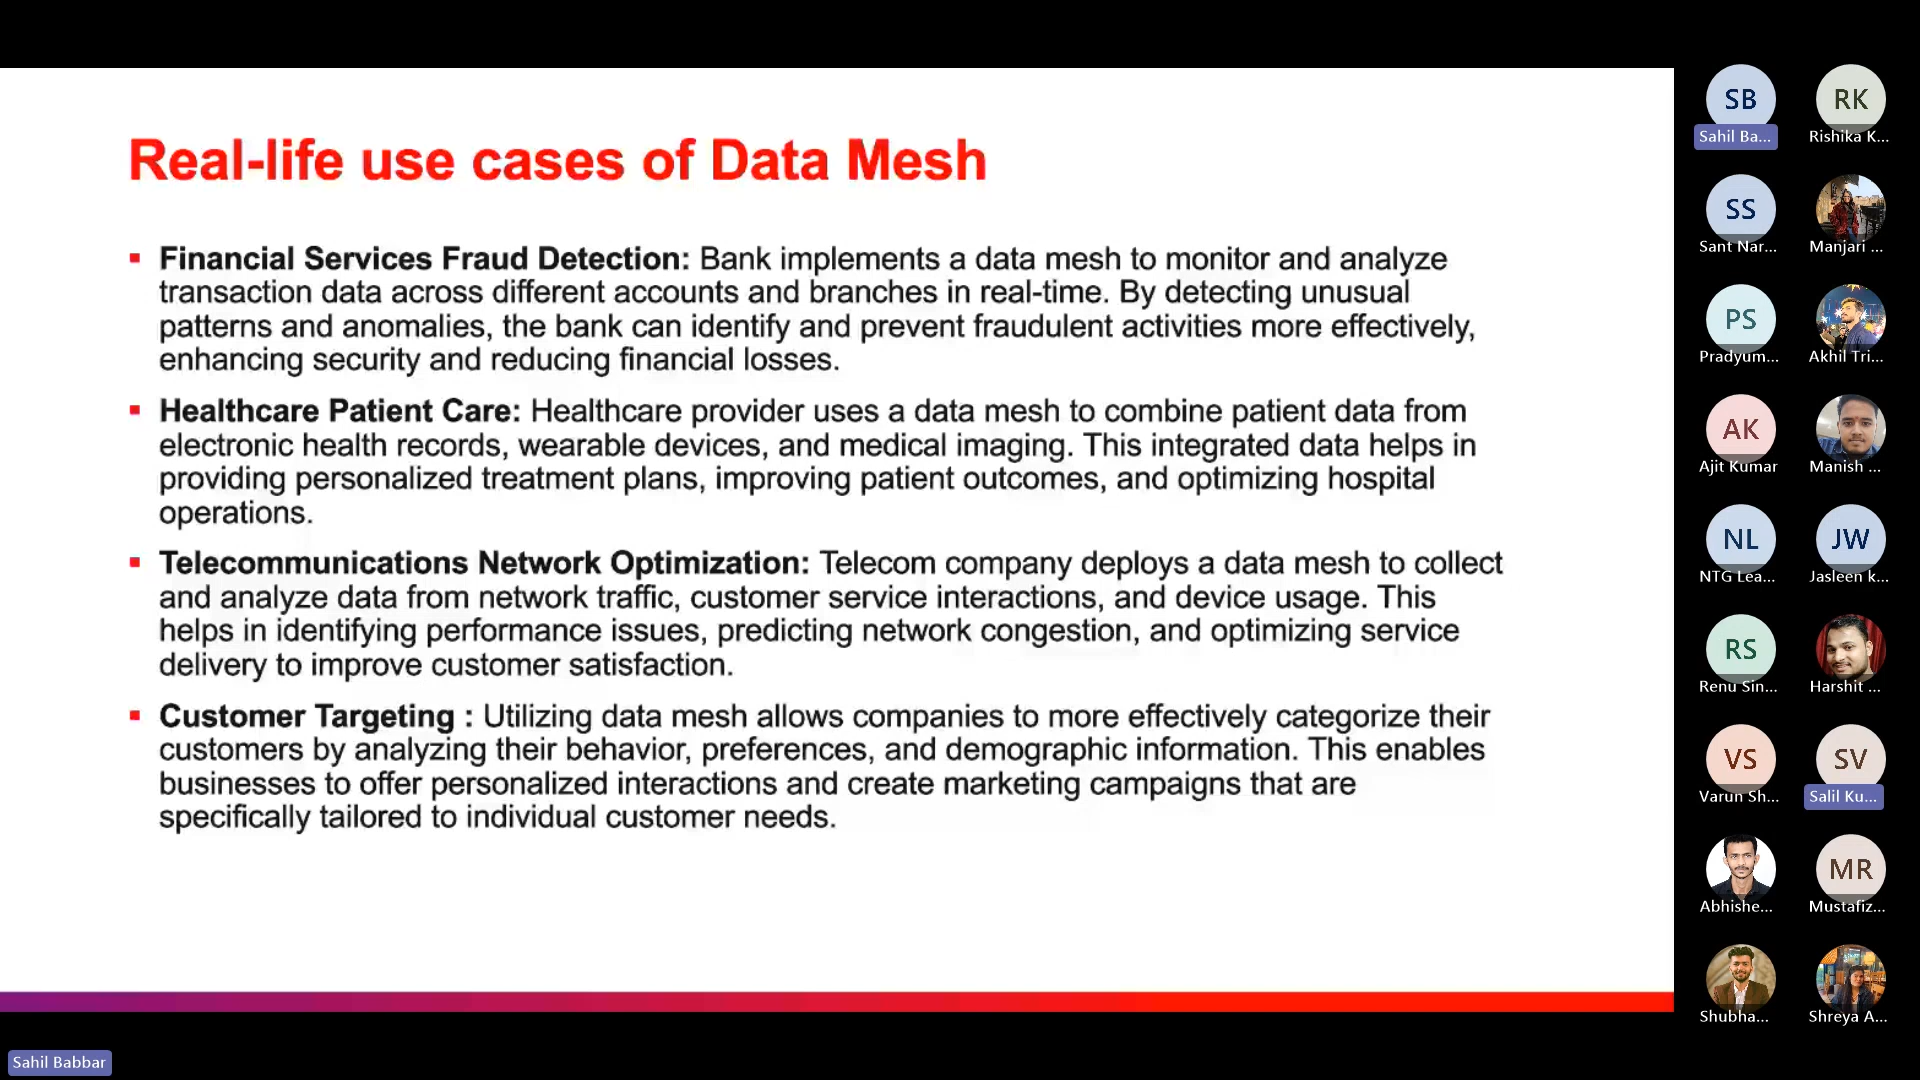 Real-life use cases of Data Mesh
▪ Financial Services Fraud Detection: Bank implements a data mesh to monitor and analyze
transaction data across different accounts and branches in real-time. By detecting unusual
patterns and anomalies, the bank can identify and prevent fraudulent activities more effectively,
enhancing security and reducing financial losses.
▪ Healthcare Patient Care: Healthcare provider uses a data mesh to combine patient data from
electronic health records, wearable devices, and medical imaging. This integrated data helps in
providing personalized treatment plans, improving patient outcomes, and optimizing hospital
operations.
▪ Telecommunications Network Optimization: Telecom company deploys a data mesh to collect
and analyze data from network traffic, customer service interactions, and device usage. This
helps in identifying performance issues, predicting network congestion, and optimizing service
delivery to improve customer satisfaction.
▪ Customer Targeting : Utilizing data mesh allows companies to more effectively categorize their
customers by analyzing their behavior, preferences, and demographic information. This enables
businesses to offer personalized interactions and create marketing campaigns that are
specifically tailored to individual customer needs.
SB RK
Sahil Ba... Rishika K...
SS
Sant Nar... Manjari ...
PS
Pradyum... Akhil Tri...
AK
Ajit Kumar Manish ...
NL JW
NTG Lea... Jasleen k...
RS
Renu Sin... Harshit ...
VS SV
Varun Sh... Salil Ku...
MR
Abhishe... Mustafiz...
Shubha... Shreya A...
Sahil Babbar